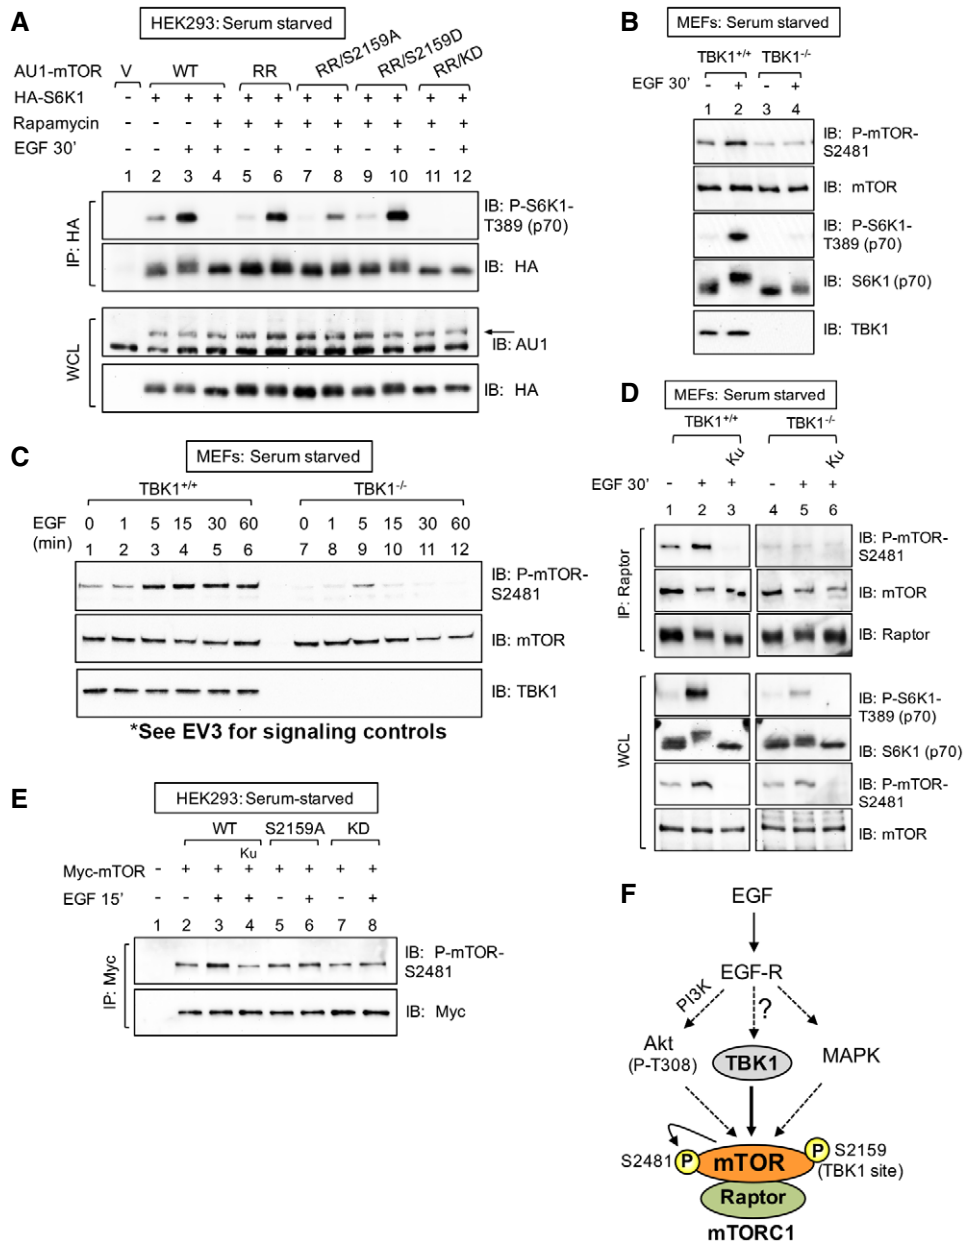 A
HEK293: Serum starved
AU1-mTOR V WT RR RR/S2159A RR/S2159D RR/KD
HA-S6K1 - + + + + + + + + + + +
Rapamycin - - - + + + + + + + + +
EGF 30' - - + + - + - + - + - +
1 2 3 4 5 6 7 8 9 10 11 12
IP: HA
IB: P-S6K1-
T389 (p70)
IB: HA
WCL
IB: AU1
IB: HA
B
MEFs: Serum starved
TBK1+/+ TBK1-/-
EGF 30' - + - +
1 2 3 4
IB: P-mTOR-
S2481
IB: mTOR
IB: P-S6K1-
T389 (p70)
IB: S6K1 (p70)
IB: TBK1
C
MEFs: Serum starved
TBK1+/+ TBK1-/-
EGF 0 1 5 15 30 60 0 1 5 15 30 60
(min)
1 2 3 4 5 6 7 8 9 10 11 12
IB: P-mTOR-
S2481
IB: mTOR
IB: TBK1
*See EV3 for signaling controls
D
MEFs: Serum starved
TBK1+/+ TBK1-/-
Ku Ku
EGF 30' - + + - + +
1 2 3 4 5 6
IP: Raptor
IB: P-mTOR-
S2481
IB: mTOR
IB: Raptor
WCL
IB: P-S6K1-
T389 (p70)
IB: S6K1 (p70)
IB: P-mTOR-
S2481
IB: mTOR
E
HEK293: Serum-starved
WT S2159A KD
Ku
Myc-mTOR - + + + + + + +
EGF 15' - - + + - + - +
1 2 3 4 5 6 7 8
IP: Myc
IB: P-mTOR-
S2481
IB: Myc
F
EGF
EGF-R
PI3K
?
Akt
(P-T308)
TBK1
MAPK
S2481 P mTOR P S2159
(TBK1 site)
Raptor
mTORC1